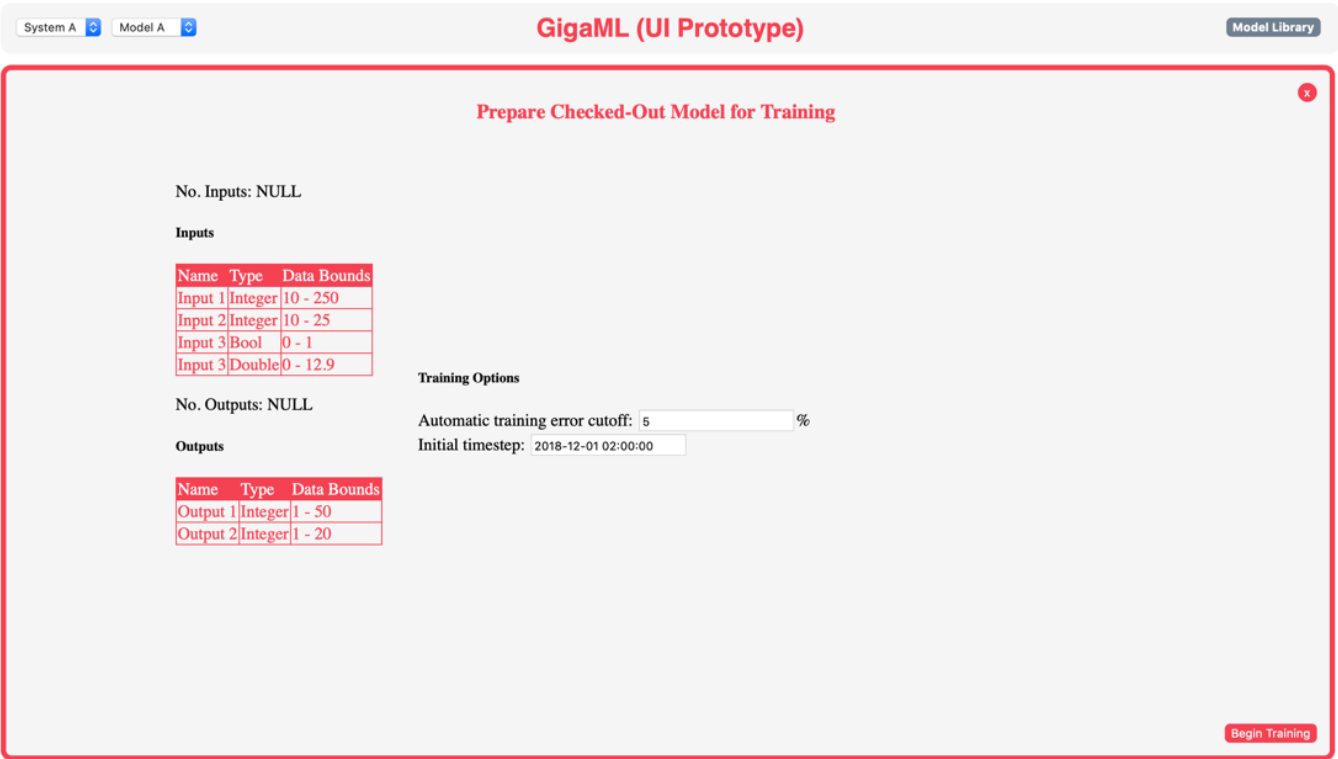 System A Model A GigaML (UI Prototype) Model Library
x
Prepare Checked-Out Model for Training
No. Inputs: NULL
Inputs
Name Type Data Bounds
Input 1 Integer 10 - 250
Input 2 Integer 10 - 25
Input 3 Bool 0 - 1
Input 3 Double 0 - 12.9
No. Outputs: NULL
Outputs
Name Type Data Bounds
Output 1 Integer 1 - 50
Output 2 Integer 1 - 20
Training Options
Automatic training error cutoff: 5 %
Initial timestep: 2018-12-01 02:00:00
Begin Training